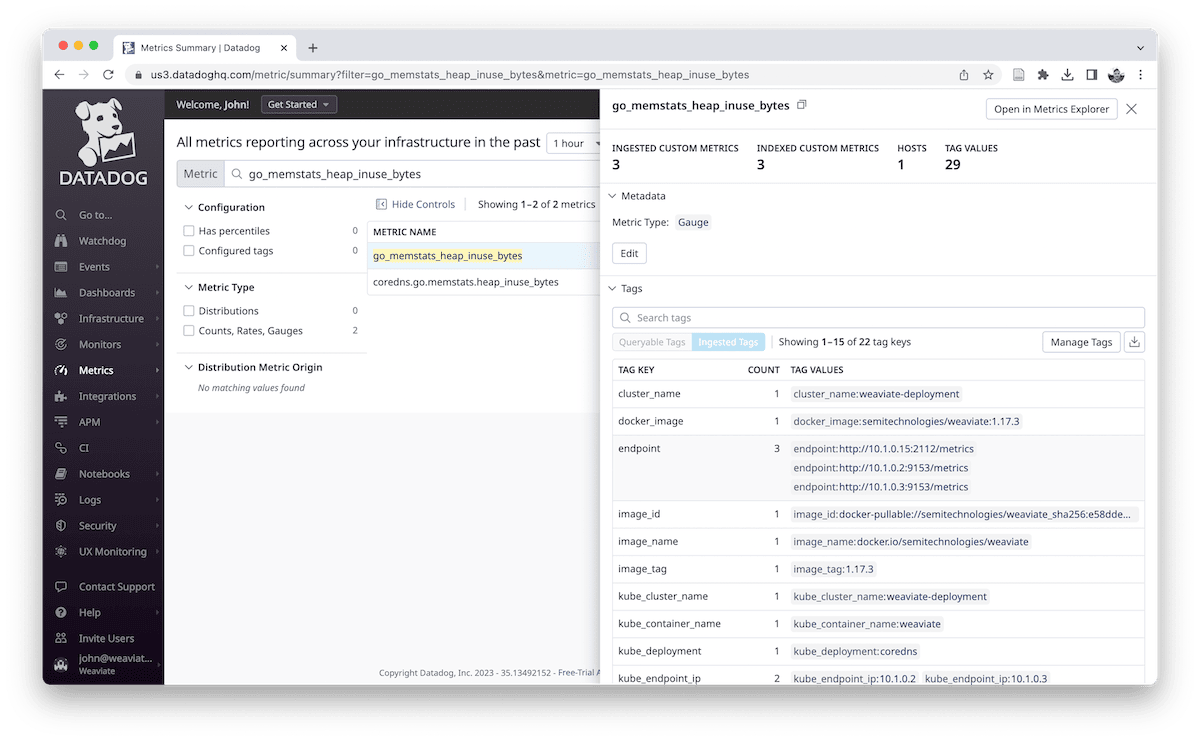 Metrics Summary | Datadog
us3.datadoghq.com/metric/summary?filter=go_memstats_heap_inuse_bytes&metric=go_memstats_heap_inuse_bytes
DATADOG
Go to...
Watchdog
Events
Dashboards
Infrastructure
Monitors
Metrics
Integrations
APM
CI
Notebooks
Logs
Security
UX Monitoring
Contact Support
Help
Invite Users
john@weaviat...
Weaviate
Welcome, John! Get Started
All metrics reporting across your infrastructure in the past 1 hour
Metric go_memstats_heap_inuse_bytes
Configuration
Has percentiles 0
Configured tags 0
Metric Type
Distributions 0
Counts, Rates, Gauges 2
Distribution Metric Origin
No matching values found
Hide Controls Showing 1–2 of 2 metrics
METRIC NAME
go_memstats_heap_inuse_bytes
coredns.go.memstats.heap_inuse_bytes
Copyright Datadog, Inc. 2023 - 35.13492152 - Free-Trial A
go_memstats_heap_inuse_bytes Open in Metrics Explorer
INGESTED CUSTOM METRICS INDEXED CUSTOM METRICS HOSTS TAG VALUES
3 3 1 29
Metadata
Metric Type: Gauge
Edit
Tags
Search tags
Queryable Tags Ingested Tags Showing 1–15 of 22 tag keys Manage Tags
TAG KEY COUNT TAG VALUES
cluster_name 1 cluster_name:weaviate-deployment
docker_image 1 docker_image:semitechnologies/weaviate:1.17.3
endpoint 3 endpoint:http://10.1.0.15:2112/metrics
endpoint:http://10.1.0.2:9153/metrics
endpoint:http://10.1.0.3:9153/metrics
image_id 1 image_id:docker-pullable://semitechnologies/weaviate_sha256:e58dde...
image_name 1 image_name:docker.io/semitechnologies/weaviate
image_tag 1 image_tag:1.17.3
kube_cluster_name 1 kube_cluster_name:weaviate-deployment
kube_container_name 1 kube_container_name:weaviate
kube_deployment 1 kube_deployment:coredns
kube_endpoint_ip 2 kube_endpoint_ip:10.1.0.2 kube_endpoint_ip:10.1.0.3